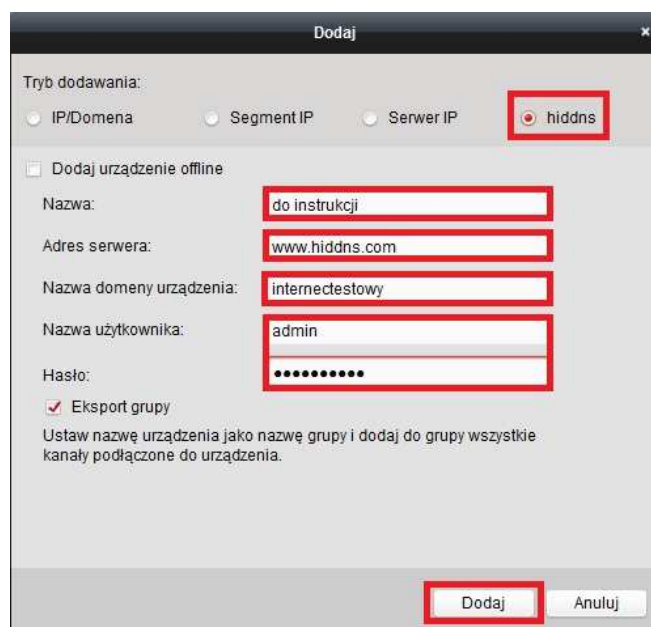 Dodaj
Tryb dodawania:
IP/Domena Segment IP Serwer IP hiddns
Dodaj urządzenie offline
Nazwa: do instrukcji
Adres serwera: www.hiddns.com
Nazwa domeny urządzenia: internectestowy
Nazwa użytkownika: admin
Hasło: ●●●●●●●●●●
Eksport grupy
Ustaw nazwę urządzenia jako nazwę grupy i dodaj do grupy wszystkie
kanały podłączone do urządzenia.
Dodaj Anuluj